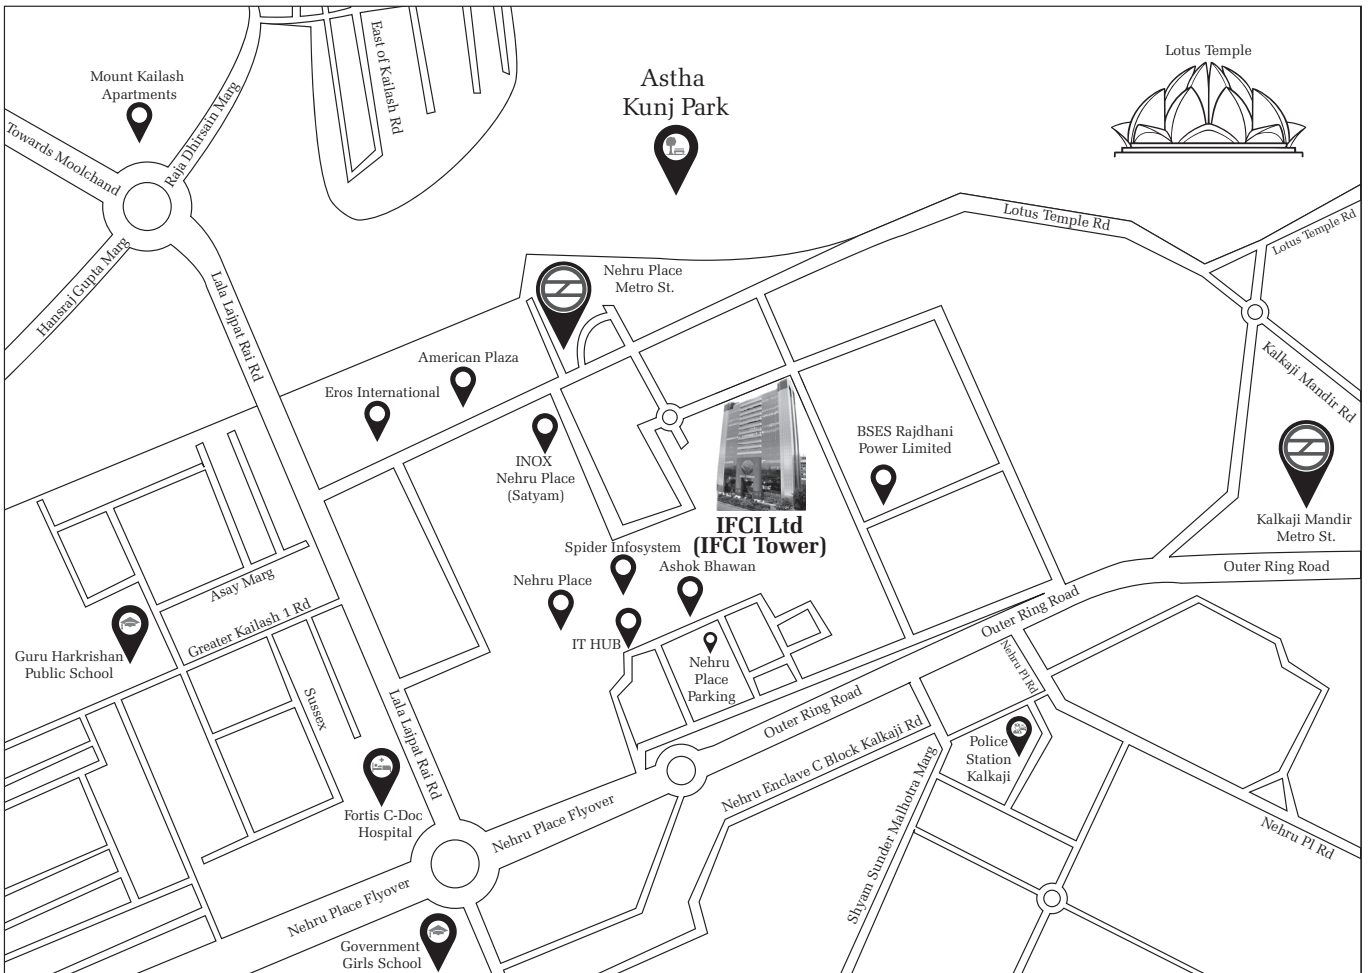 Lotus Temple
Mount Kailash
Apartments
Astha
Kunj Park
East of Kailash Rd
Raja Dhirsain Marg
Towards Moolchand
Hansraj Gupta Marg
Lala Lajpat Rai Rd
Lotus Temple Rd
Lotus Temple Rd
Nehru Place
Metro St.
American Plaza
Eros International
Kalkaji Mandir Rd
INOX
Nehru Place
(Satyam)
BSES Rajdhani
Power Limited
Kalkaji Mandir
Metro St.
IFCI Ltd
(IFCI Tower)
Spider Infosystem
Ashok Bhawan
Nehru Place
Outer Ring Road
Asay Marg
Greater Kailash 1 Rd
Outer Ring Road
IT HUB
Guru Harkrishan
Public School
Nehru
Place
Parking
Nehru Pl Rd
Sussex
Lala Lajpat Rai Rd
Outer Ring Road
Nehru Enclave C Block Kalkaji Rd
Police
Station
Kalkaji
Shyam Sunder Malhotra Marg
Fortis C-Doc
Hospital
Nehru Place Flyover
Nehru Pl Rd
Nehru Place Flyover
Government
Girls School